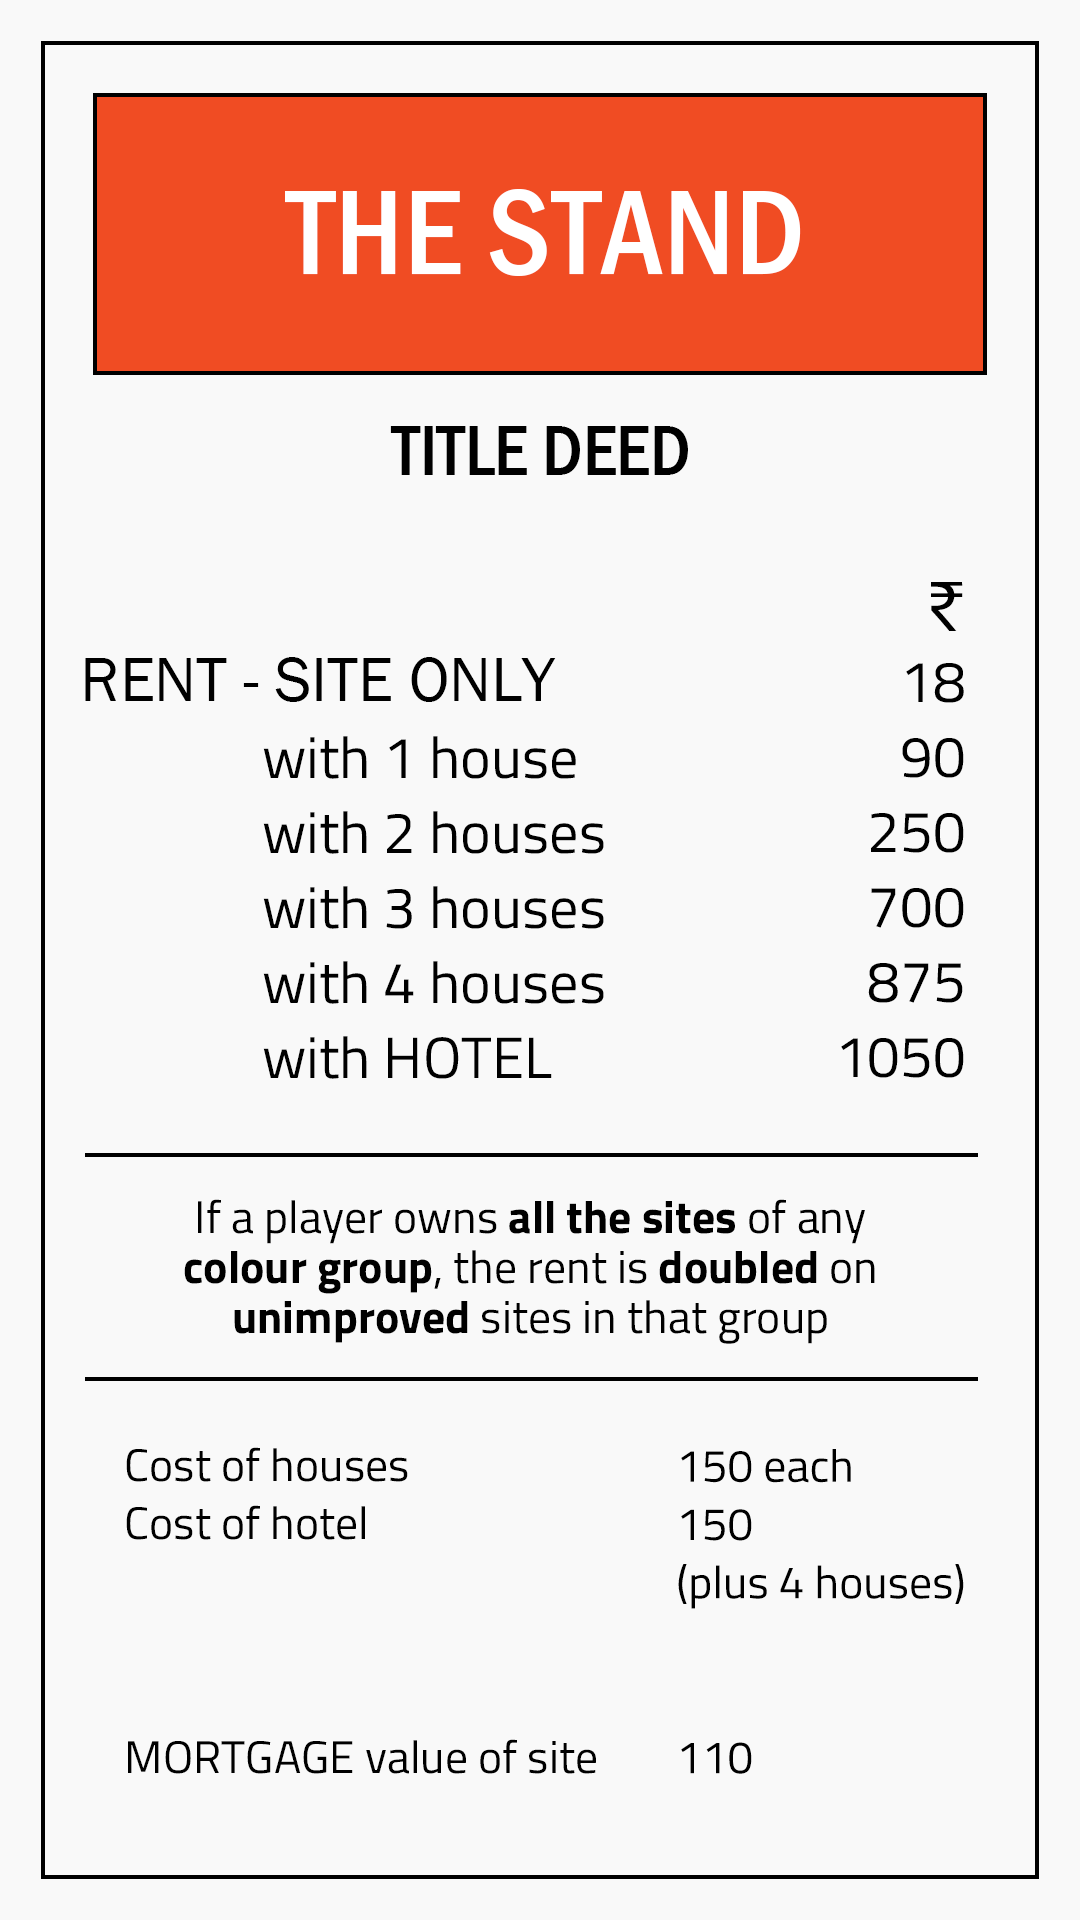 THE STAND
TITLE DEED
₹
RENT - SITE ONLY 18
with 1 house 90
with 2 houses 250
with 3 houses 700
with 4 houses 875
with HOTEL 1050
If a player owns all the sites of any
colour group, the rent is doubled on
unimproved sites in that group
Cost of houses 150 each
Cost of hotel 150
(plus 4 houses)
MORTGAGE value of site 110